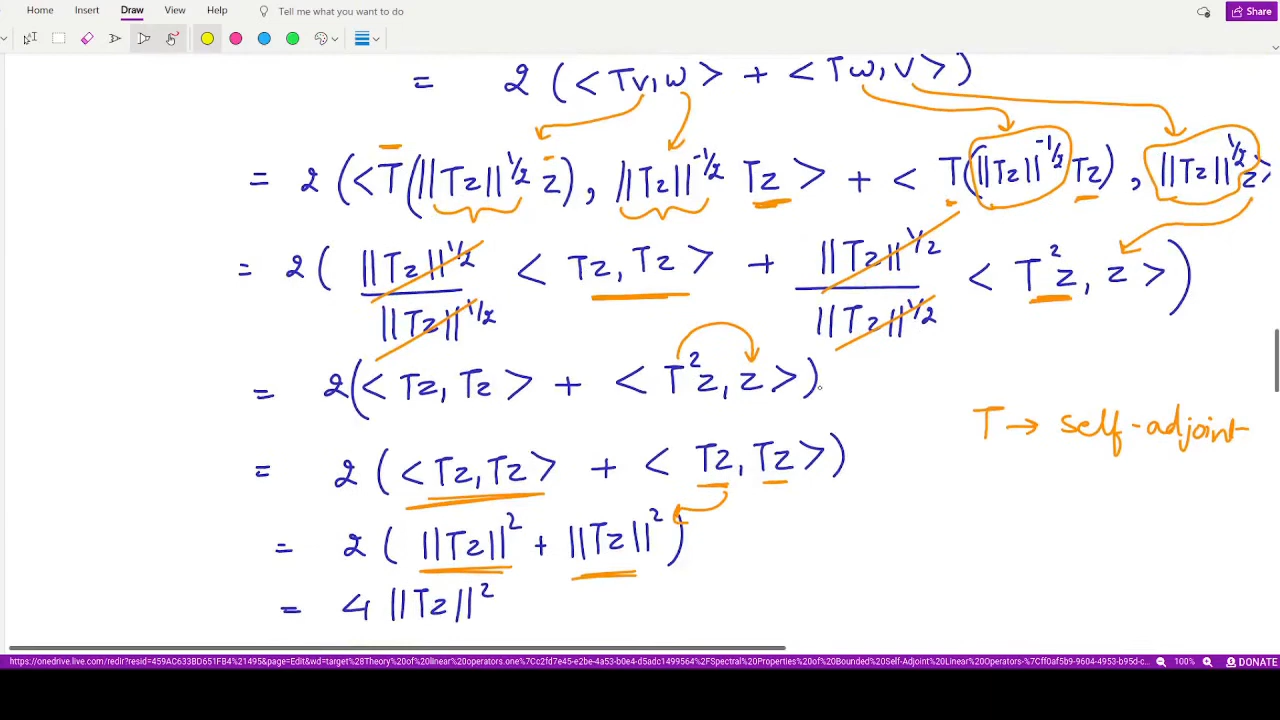 Home Insert Draw View Help Tell me what you want to do Share
= 2 (<Tv,w> + <Tw,v>)
= 2 (<T(||Tz||^1/2 z), ||Tz||^-1/2 Tz> + <T(||Tz||^-1/2 Tz), ||Tz||^1/2 z>
= 2( ||Tz||^1/2 / ||Tz||^1/2 <Tz,Tz> + ||Tz||^1/2 / ||Tz||^1/2 <T^2 z, z>)
= 2(<Tz,Tz> + <T^2 z,z>)
T → self-adjoint
= 2 (<Tz,Tz> + <Tz,Tz>)
= 2 (||Tz||^2 + ||Tz||^2)
= 4 ||Tz||^2
100% DONATE